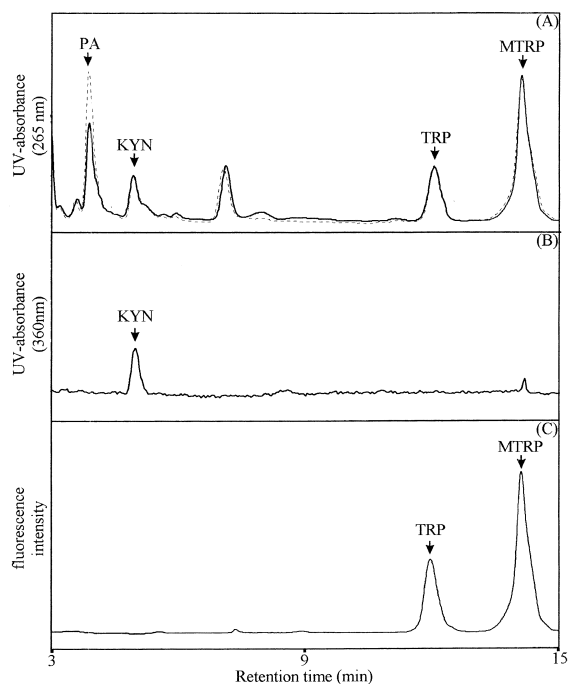 (A)
PA
MTRP
KYN
TRP
UV-absorbance
(265 nm)
(B)
KYN
UV-absorbance
(360nm)
(C)
MTRP
TRP
fluorescence
intensity
3
9
15
Retention time (min)